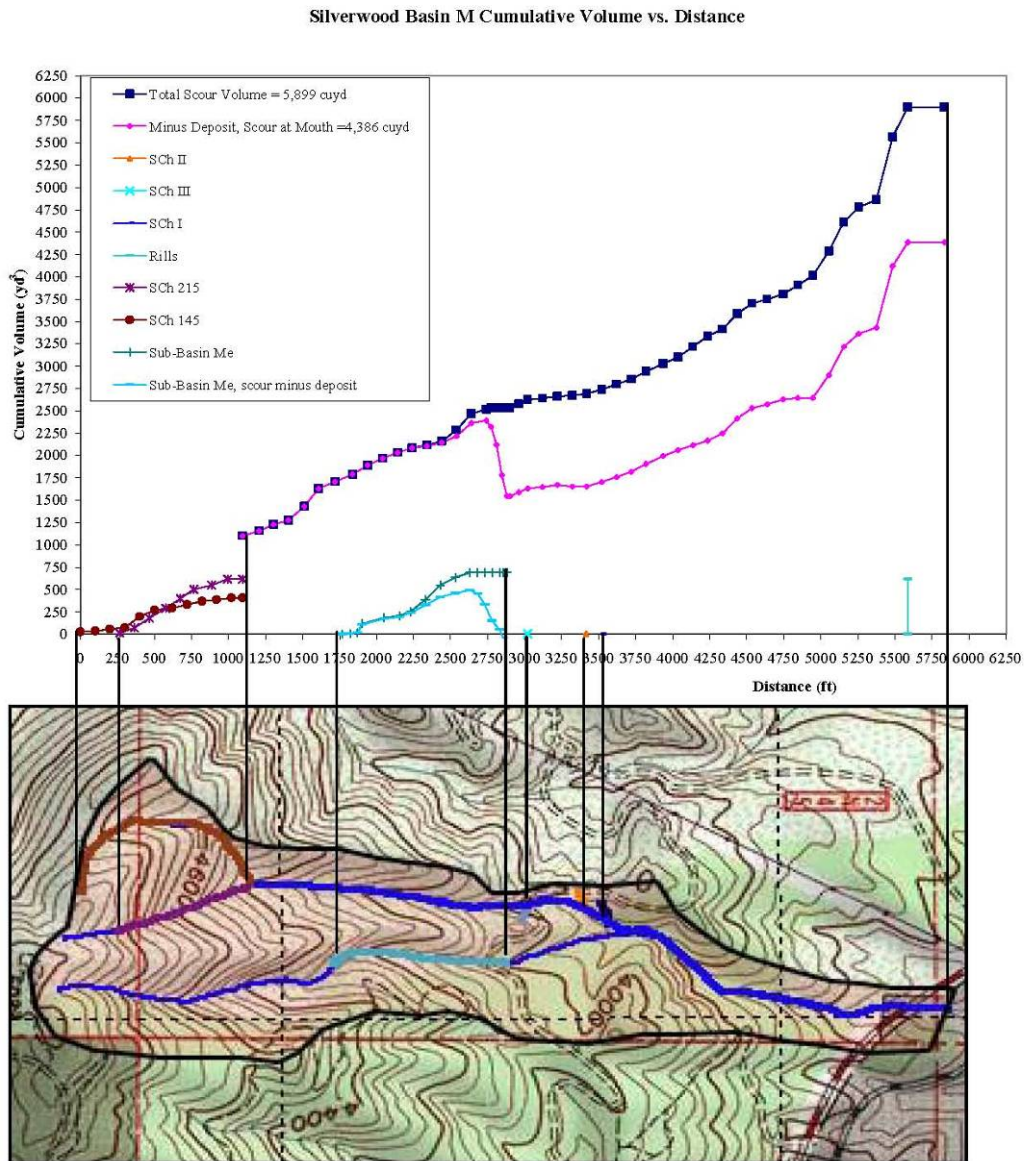 Silverwood Basin M Cumulative Volume vs. Distance
6250
6000
5750
5500
5250
5000
4750
4500
4250
4000
3750
3500
3250
3000
2750
2500
2250
2000
1750
1500
1250
1000
750
500
250
0
Cumulative Volume (yd³)
Total Scour Volume = 5,899 cuyd
Minus Deposit, Scour at Mouth =4,386 cuyd
SCh II
SCh III
SCh I
Rills
SCh 215
SCh 145
Sub-Basin Me
Sub-Basin Me, scour minus deposit
0 250 500 750 1000 1250 1500 1750 2000 2250 2500 2750 3000 3250 3500 3750 4000 4250 4500 4750 5000 5250 5500 5750 6000 6250
Distance (ft)
4400